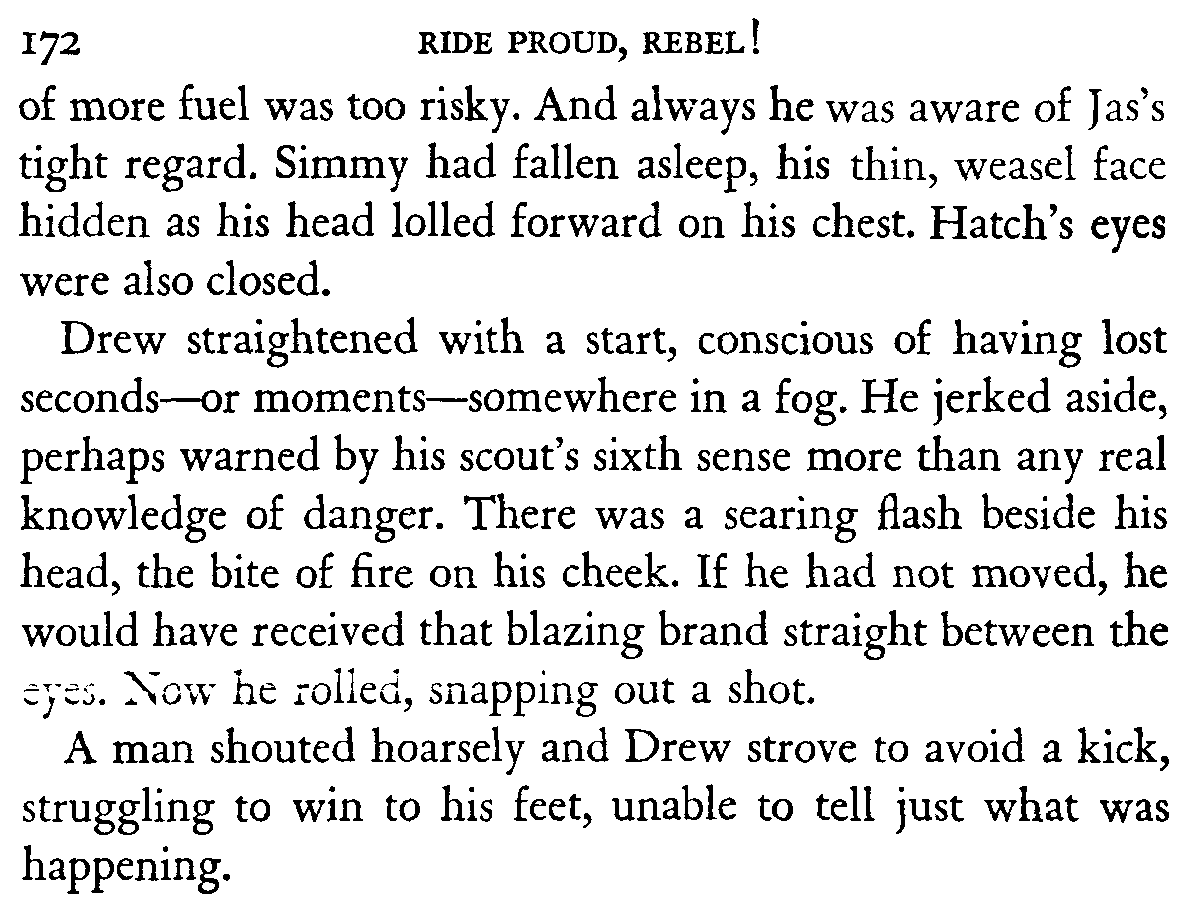 172 RIDE PROUD, REBEL!
of more fuel was too risky. And always he was aware of Jas's
tight regard. Simmy had fallen asleep, his thin, weasel face
hidden as his head lolled forward on his chest. Hatch's eyes
were also closed.
Drew straightened with a start, conscious of having lost
seconds—or moments—somewhere in a fog. He jerked aside,
perhaps warned by his scout's sixth sense more than any real
knowledge of danger. There was a searing flash beside his
head, the bite of fire on his cheek. If he had not moved, he
would have received that blazing brand straight between the
eyes. Now he rolled, snapping out a shot.
A man shouted hoarsely and Drew strove to avoid a kick,
struggling to win to his feet, unable to tell just what was
happening.